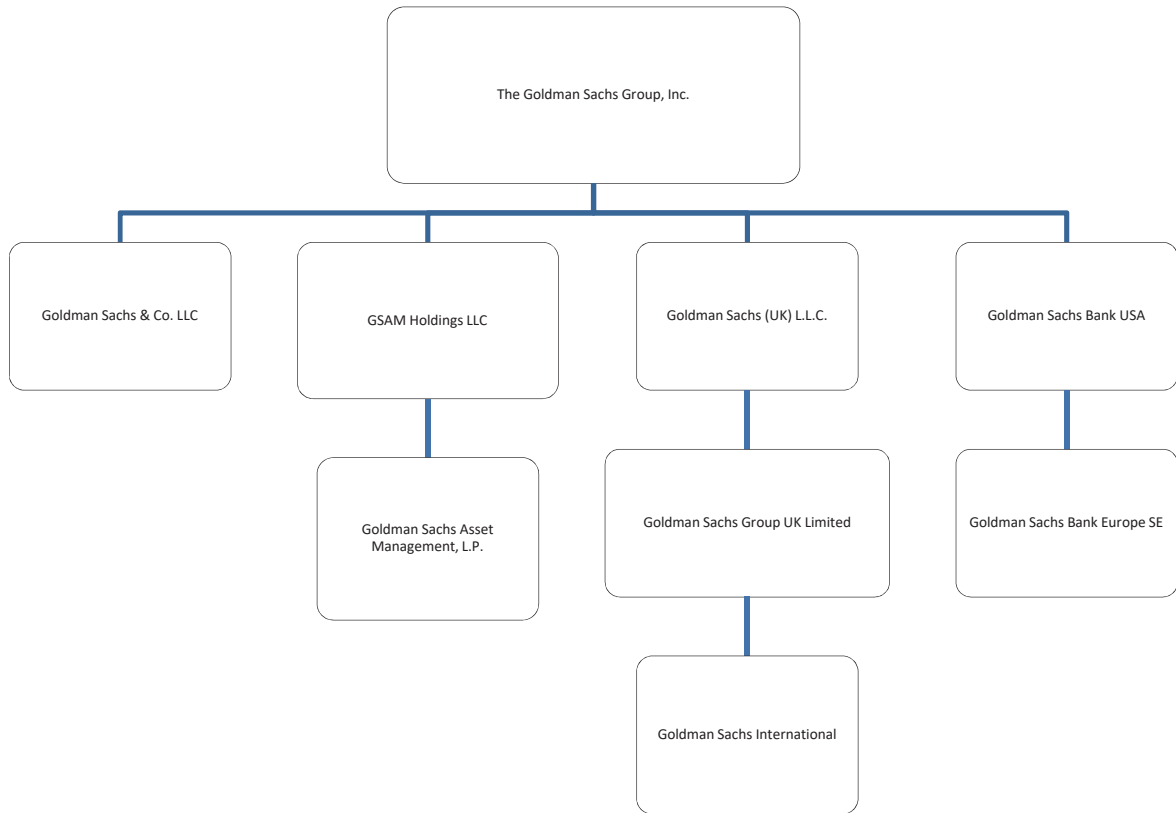 The Goldman Sachs Group, Inc.
Goldman Sachs & Co. LLC
GSAM Holdings LLC
Goldman Sachs (UK) L.L.C.
Goldman Sachs Bank USA
Goldman Sachs Asset
Management, L.P.
Goldman Sachs Group UK Limited
Goldman Sachs Bank Europe SE
Goldman Sachs International